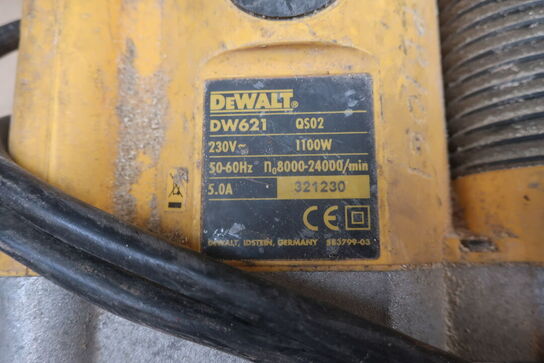 DEWALT®
DW621 QS02
230V~ 1100W
50-60Hz n₀8000-24000/min
5.0A 321230
CE
DEWALT, IDSTEIN, GERMANY 583799-03